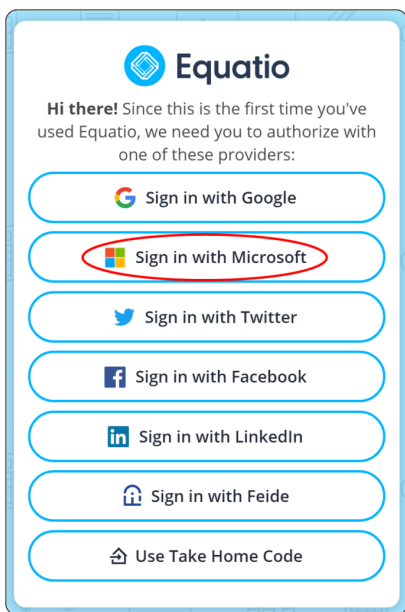 Equatio
Hi there! Since this is the first time you've
used Equatio, we need you to authorize with
one of these providers:
Sign in with Google
Sign in with Microsoft
Sign in with Twitter
Sign in with Facebook
Sign in with LinkedIn
Sign in with Feide
Use Take Home Code